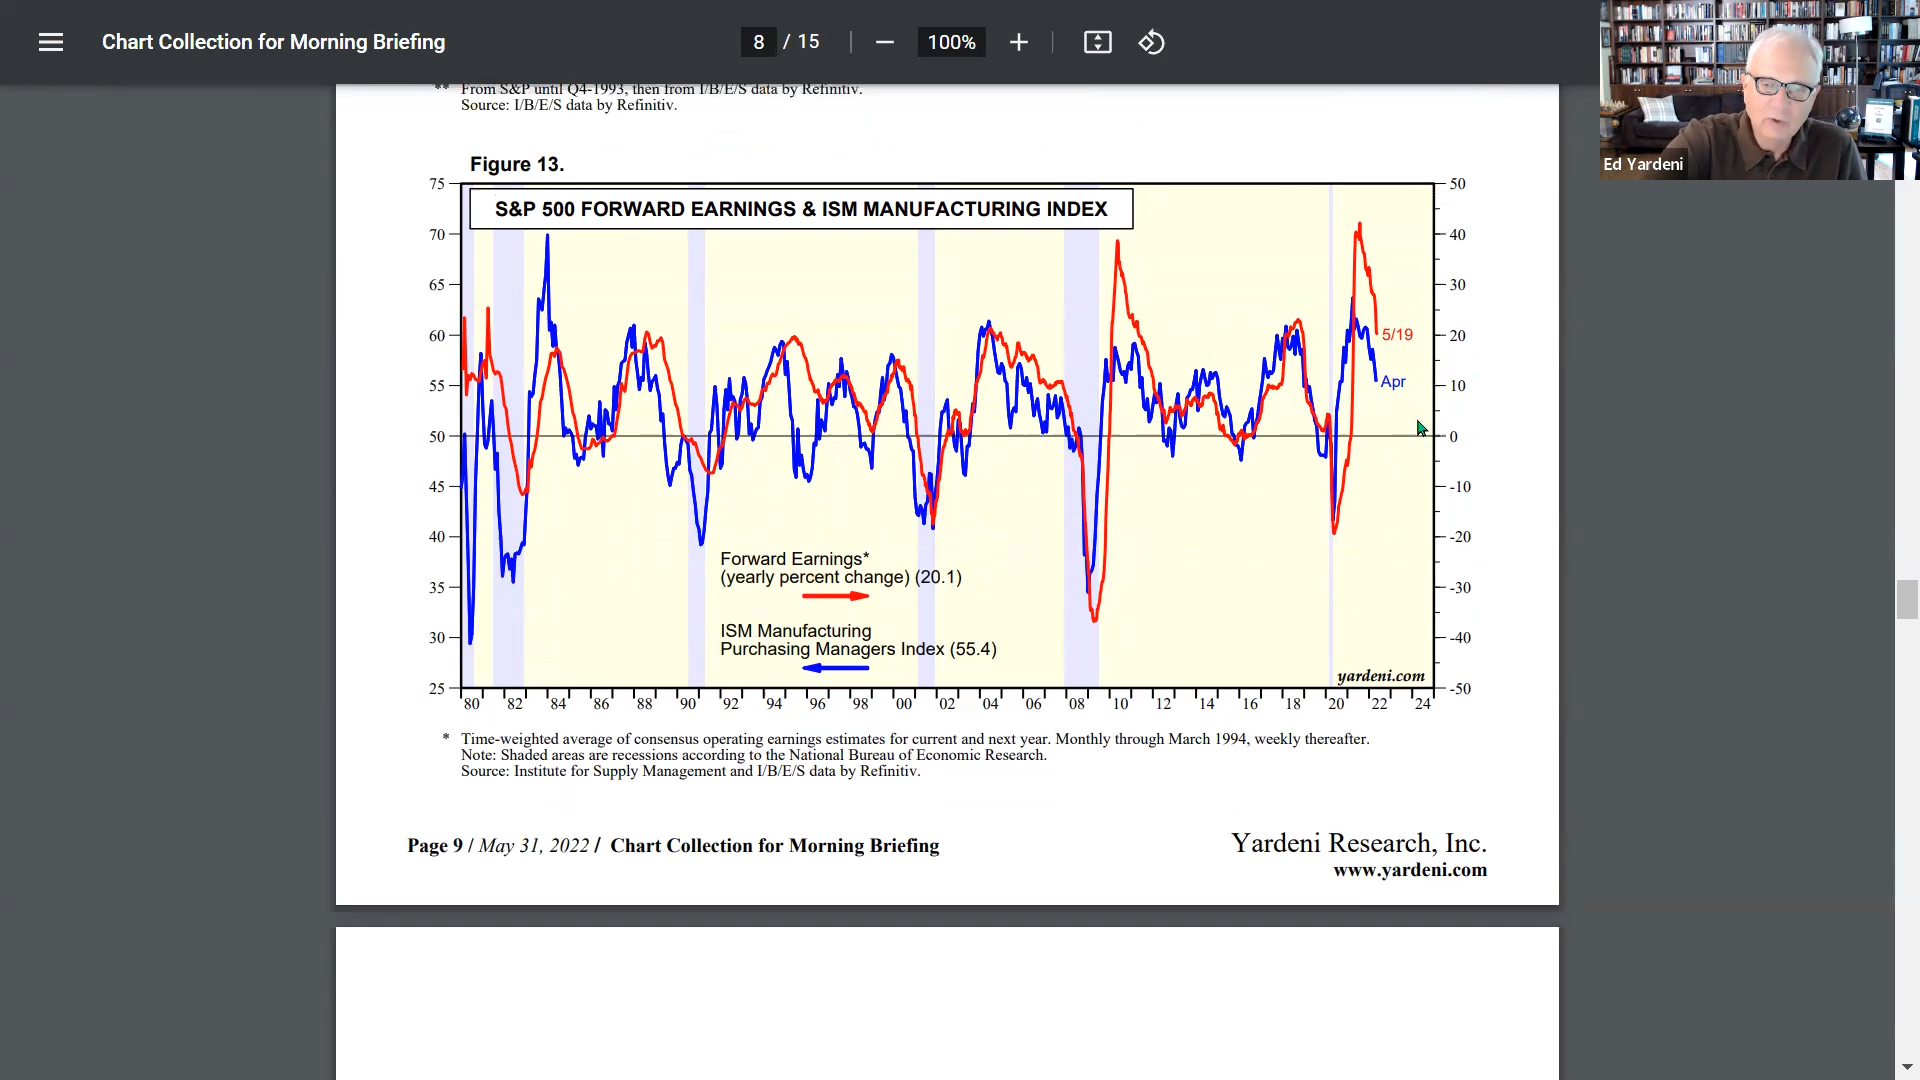 Chart Collection for Morning Briefing
8 / 15
100%
Ed Yardeni
** From S&P until Q4-1993, then from I/B/E/S data by Refinitiv.
Source: I/B/E/S data by Refinitiv.
Figure 13.
S&P 500 FORWARD EARNINGS & ISM MANUFACTURING INDEX
75
70
65
60
55
50
45
40
35
30
25
50
40
30
20
10
0
-10
-20
-30
-40
-50
5/19
Apr
Forward Earnings*
(yearly percent change) (20.1)
ISM Manufacturing
Purchasing Managers Index (55.4)
yardeni.com
80 82 84 86 88 90 92 94 96 98 00 02 04 06 08 10 12 14 16 18 20 22 24
* Time-weighted average of consensus operating earnings estimates for current and next year. Monthly through March 1994, weekly thereafter.
Note: Shaded areas are recessions according to the National Bureau of Economic Research.
Source: Institute for Supply Management and I/B/E/S data by Refinitiv.
Page 9 / May 31, 2022 / Chart Collection for Morning Briefing
Yardeni Research, Inc.
www.yardeni.com